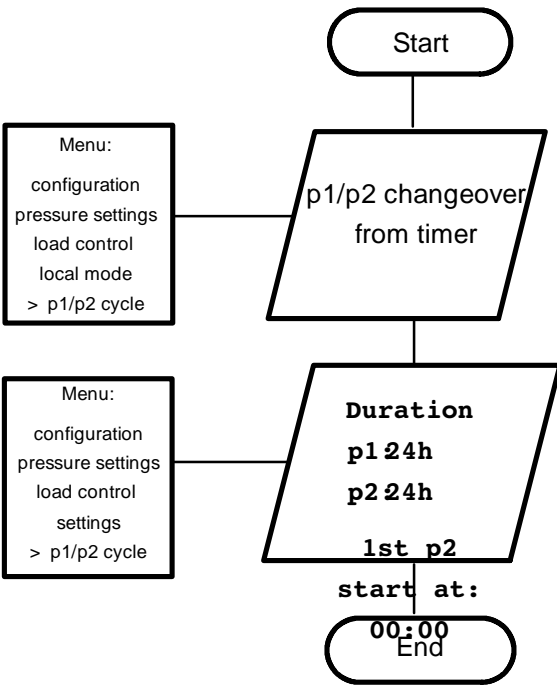 Start
Menu:
configuration
pressure settings
load control
local mode
> p1/p2 cycle
p1/p2 changeover
from timer
Menu:
configuration
pressure settings
load control
settings
> p1/p2 cycle
Duration
p1:24h
p2:24h
1st p2
start at:
00:00
End